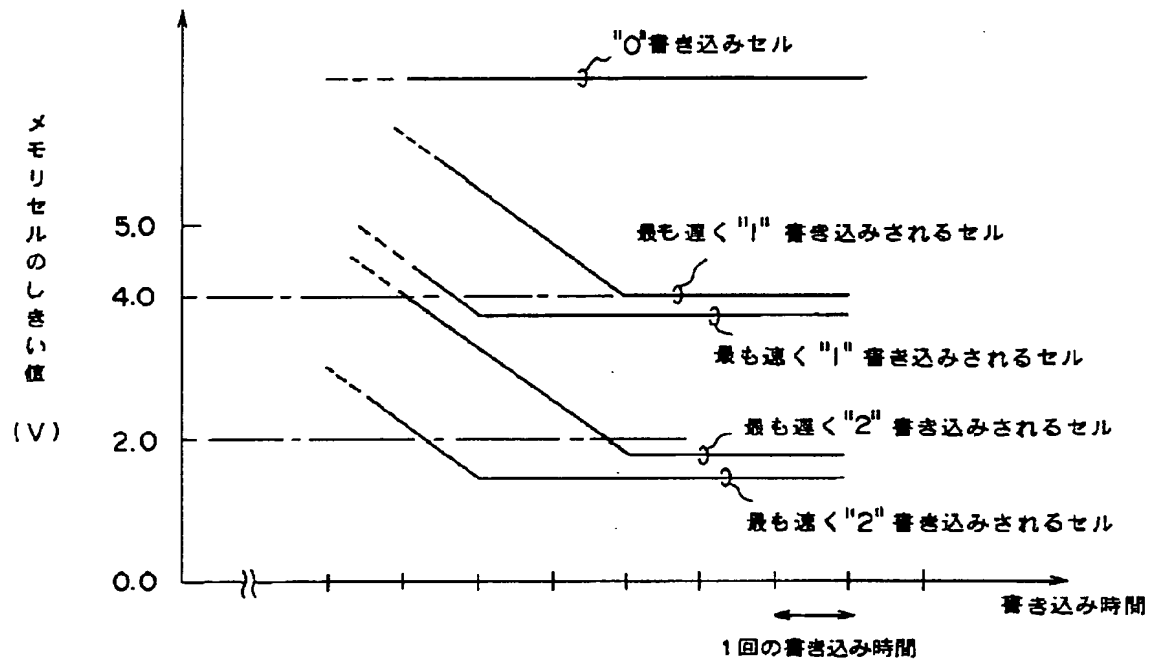 "0"書き込みセル
メモリセルのしきい値
(V)
5.0
最も遅く"1" 書き込みされるセル
4.0
最も速く"1" 書き込みされるセル
最も遅く"2" 書き込みされるセル
2.0
最も速く"2" 書き込みされるセル
0.0
書き込み時間
1回の書き込み時間